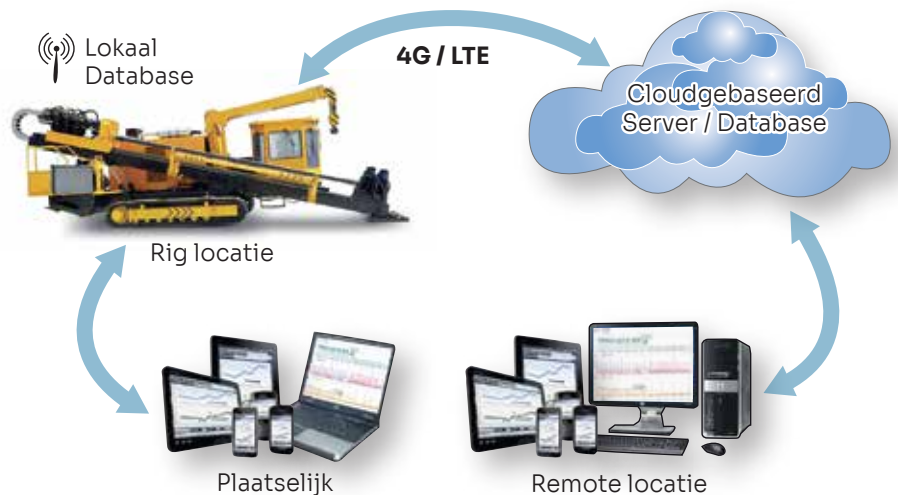 Lokaal
Database
4G / LTE
Cloudgebaseerd
Server / Database
Rig locatie
Plaatselijk
Remote locatie